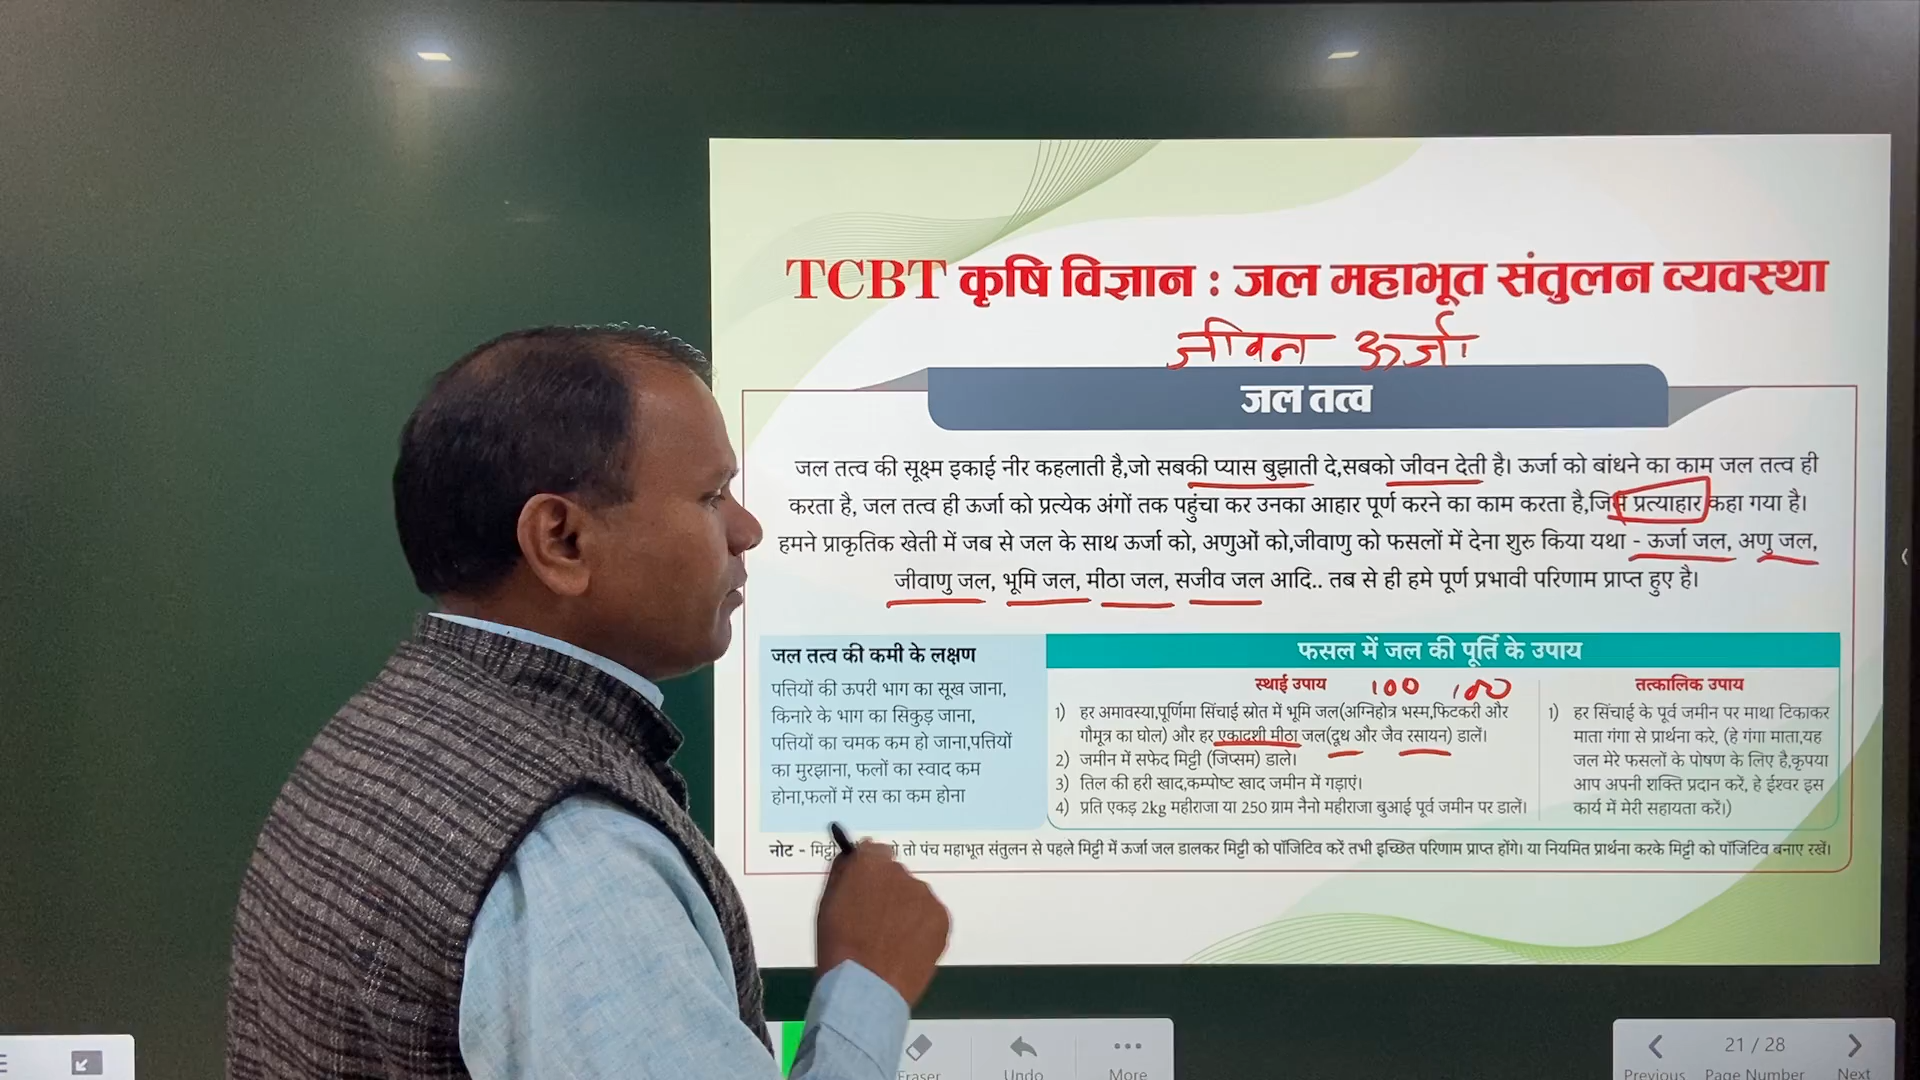 TCBT कृषि विज्ञान : जल महाभूत संतुलन व्यवस्था
जीवन ऊर्जा
जल तत्व
जल तत्व की सूक्ष्म इकाई नीर कहलाती है,जो सबकी प्यास बुझाती दे,सबको जीवन देती है। ऊर्जा को बांधने का काम जल तत्व ही
करता है, जल तत्व ही ऊर्जा को प्रत्येक अंगों तक पहुंचा कर उनका आहार पूर्ण करने का काम करता है,जिसे प्रत्याहार कहा गया है।
हमने प्राकृतिक खेती में जब से जल के साथ ऊर्जा को, अणुओं को,जीवाणु को फसलों में देना शुरु किया यथा - ऊर्जा जल, अणु जल,
जीवाणु जल, भूमि जल, मीठा जल, सजीव जल आदि.. तब से ही हमे पूर्ण प्रभावी परिणाम प्राप्त हुए है।
जल तत्व की कमी के लक्षण
पत्तियों की ऊपरी भाग का सूख जाना,
किनारे के भाग का सिकुड़ जाना,
पत्तियों का चमक कम हो जाना,पत्तियों
का मुरझाना, फलों का स्वाद कम
होना,फलों में रस का कम होना
फसल में जल की पूर्ति के उपाय
स्थाई उपाय 100 100
1) हर अमावस्या,पूर्णिमा सिंचाई स्रोत में भूमि जल(अग्निहोत्र भस्म,फिटकरी और
गौमूत्र का घोल) और हर एकादशी मीठा जल(दूध और जैव रसायन) डालें।
2) जमीन में सफेद मिट्टी (जिप्सम) डाले।
3) तिल की हरी खाद,कम्पोष्ट खाद जमीन में गड़ाएं।
4) प्रति एकड़ 2kg महीराजा या 250 ग्राम नैनो महीराजा बुआई पूर्व जमीन पर डालें।
तत्कालिक उपाय
1) हर सिंचाई के पूर्व जमीन पर माथा टिकाकर
माता गंगा से प्रार्थना करे, (हे गंगा माता,यह
जल मेरे फसलों के पोषण के लिए है,कृपया
आप अपनी शक्ति प्रदान करें, हे ईश्वर इस
कार्य में मेरी सहायता करें।)
नोट - मिट्टी तो पंच महाभूत संतुलन से पहले मिट्टी में ऊर्जा जल डालकर मिट्टी को पॉजिटिव करें तभी इच्छित परिणाम प्राप्त होंगे। या नियमित प्रार्थना करके मिट्टी को पॉजिटिव बनाए रखें।
Eraser Undo More
21 / 28
Previous Page Number Next